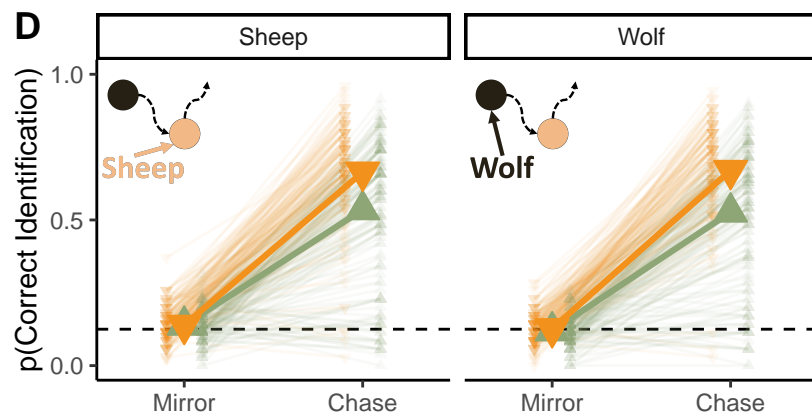 D
Sheep
Wolf
p(Correct Identification)
1.0
0.5
0.0
Sheep
Wolf
Mirror
Chase
Mirror
Chase